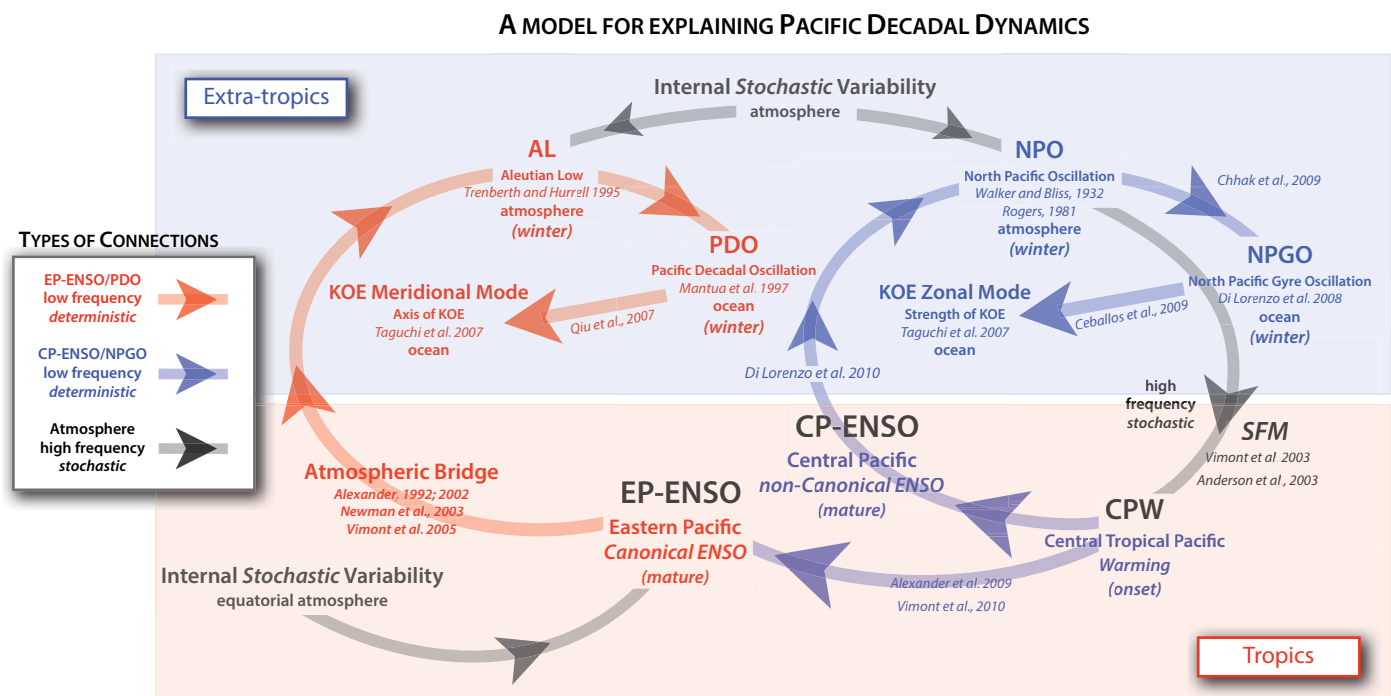 A MODEL FOR EXPLAINING PACIFIC DECADAL DYNAMICS
Extra-tropics
Internal Stochastic Variability
atmosphere
AL
Aleutian Low
Trenberth and Hurrell 1995
atmosphere
(winter)
NPO
North Pacific Oscillation
Walker and Bliss, 1932
Rogers, 1981
atmosphere
(winter)
Chhak et al., 2009
PDO
Pacific Decadal Oscillation
Mantua et al. 1997
ocean
(winter)
NPGO
North Pacific Gyre Oscillation
Di Lorenzo et al. 2008
ocean
(winter)
KOE Meridional Mode
Axis of KOE
Taguchi et al. 2007
ocean
Qiu et al., 2007
KOE Zonal Mode
Strength of KOE
Taguchi et al. 2007
ocean
Ceballos et al., 2009
Di Lorenzo et al. 2010
TYPES OF CONNECTIONS
EP-ENSO/PDO
low frequency
deterministic
CP-ENSO/NPGO
low frequency
deterministic
Atmosphere
high frequency
stochastic
high
frequency
stochastic
SFM
Vimont et al. 2003
Anderson et al., 2003
CP-ENSO
Central Pacific
non-Canonical ENSO
(mature)
Atmospheric Bridge
Alexander, 1992; 2002
Newman et al., 2003
Vimont et al. 2005
EP-ENSO
Eastern Pacific
Canonical ENSO
(mature)
CPW
Central Tropical Pacific
Warming
(onset)
Alexander et al. 2009
Vimont et al., 2010
Internal Stochastic Variability
equatorial atmosphere
Tropics